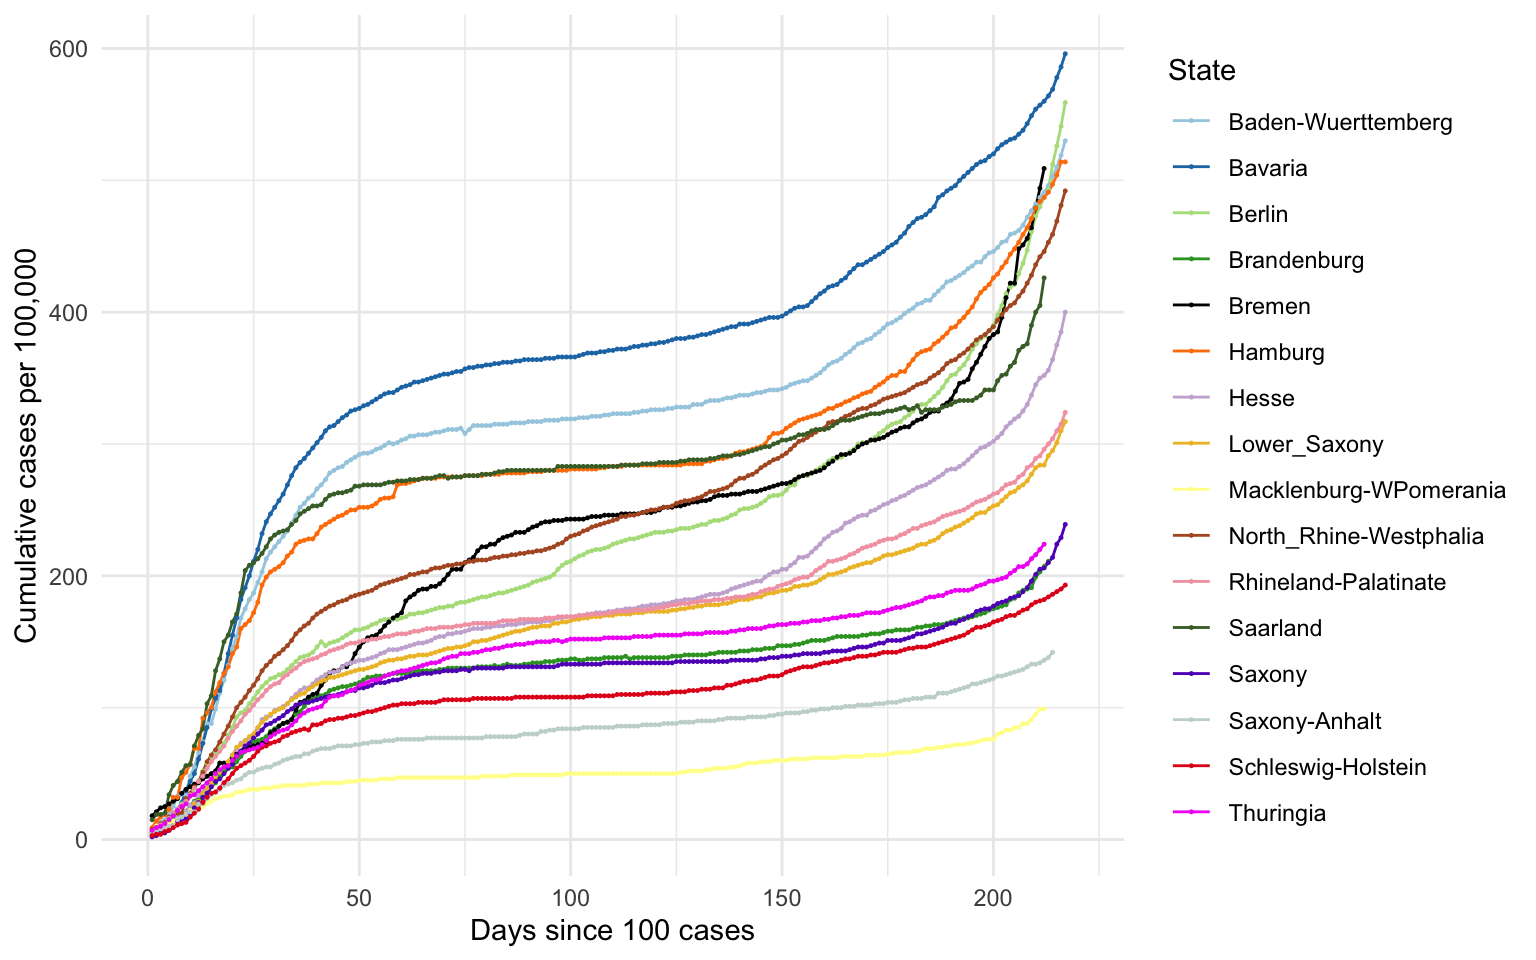 600
400
200
0
Cumulative cases per 100,000
0 50 100 150 200
Days since 100 cases
State
Baden-Wuerttemberg
Bavaria
Berlin
Brandenburg
Bremen
Hamburg
Hesse
Lower_Saxony
Macklenburg-WPomerania
North_Rhine-Westphalia
Rhineland-Palatinate
Saarland
Saxony
Saxony-Anhalt
Schleswig-Holstein
Thuringia